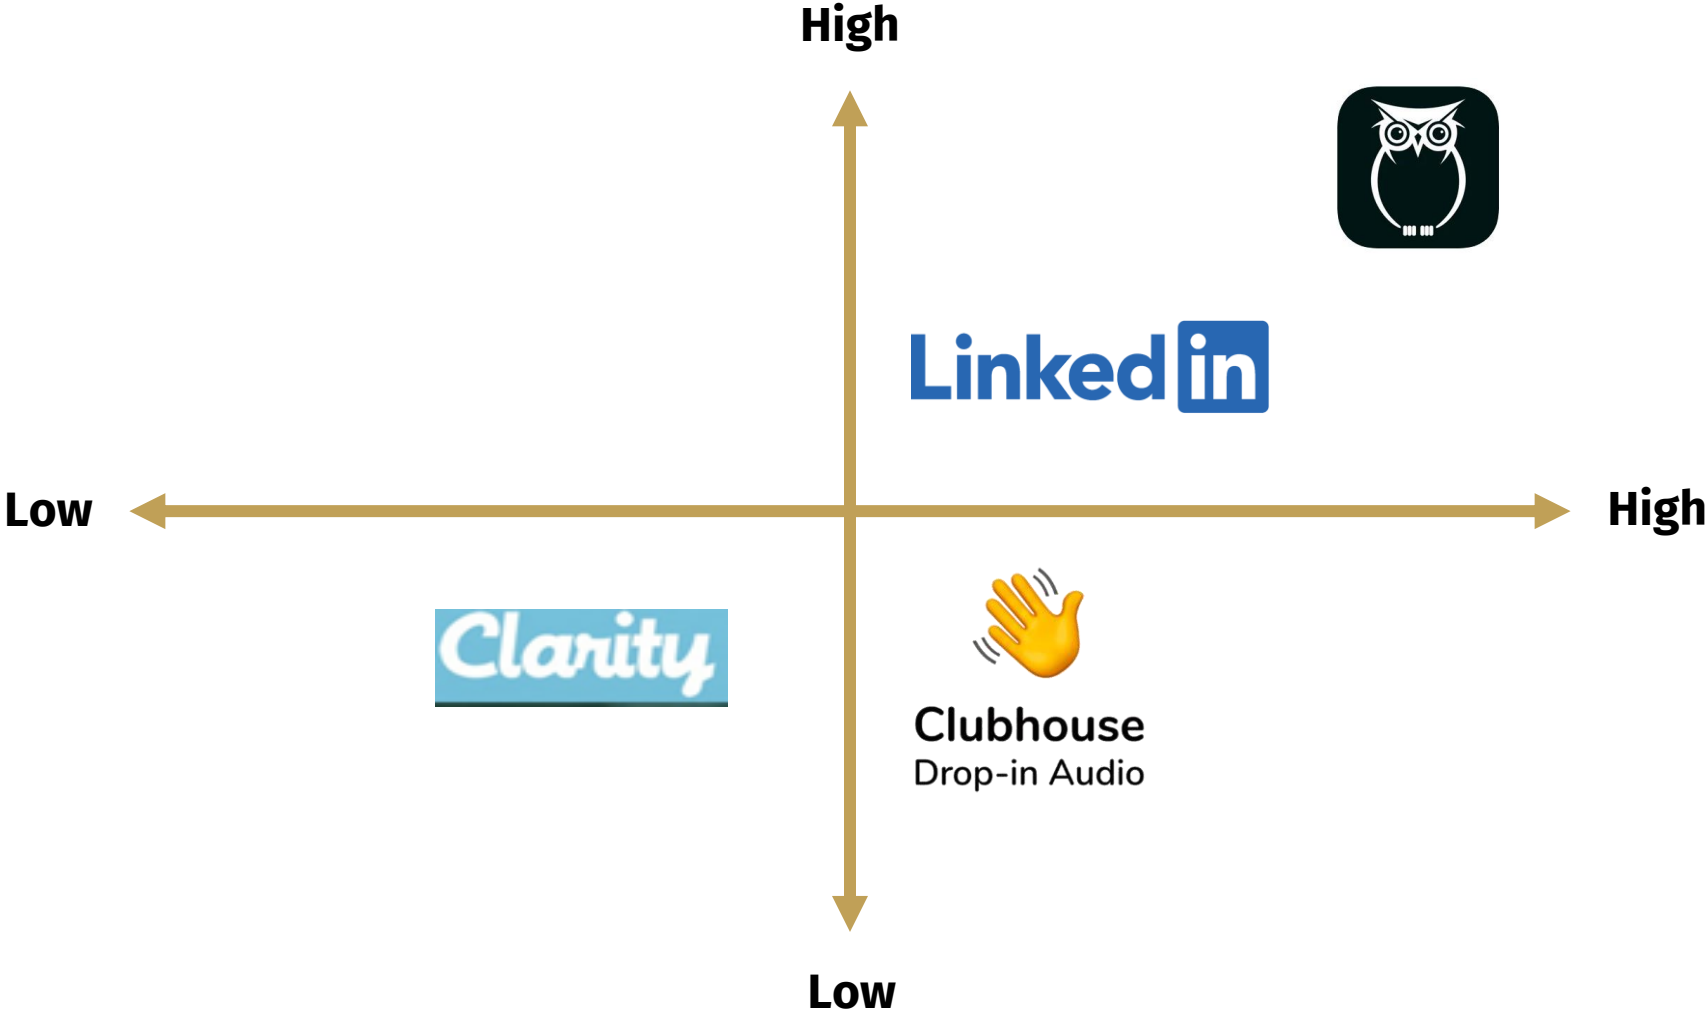 High
Linked in
Low
High
Clarity
Clubhouse
Drop-in Audio
Low